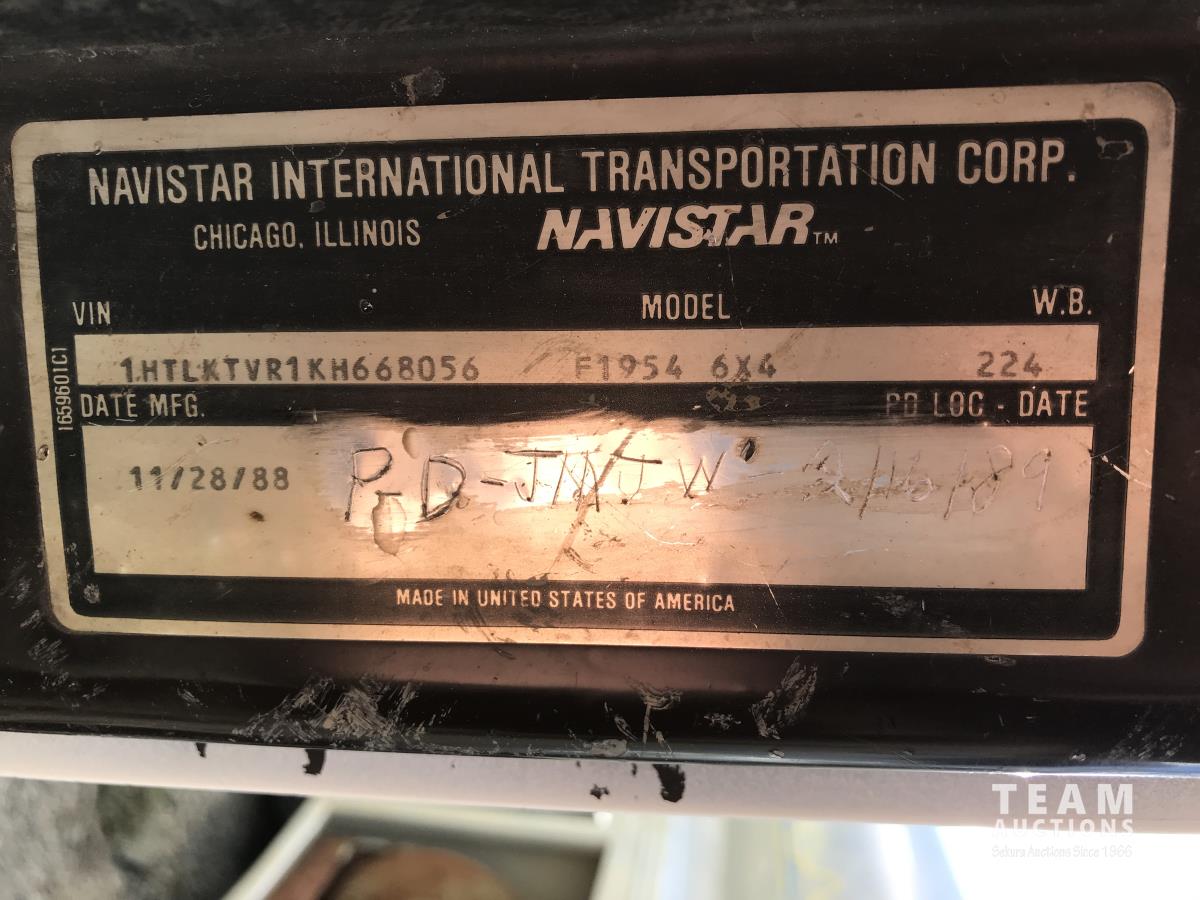 NAVISTAR INTERNATIONAL TRANSPORTATION CORP.
CHICAGO, ILLINOIS NAVISTAR™
VIN MODEL W.B.
1HTLKTVR1KH668056 F1954 6X4 224
1659601C1
DATE MFG. PD LOC - DATE
11/28/88 P.D-
MADE IN UNITED STATES OF AMERICA
TEAM
AUCTIONS
Sekura Auctions Since 1966